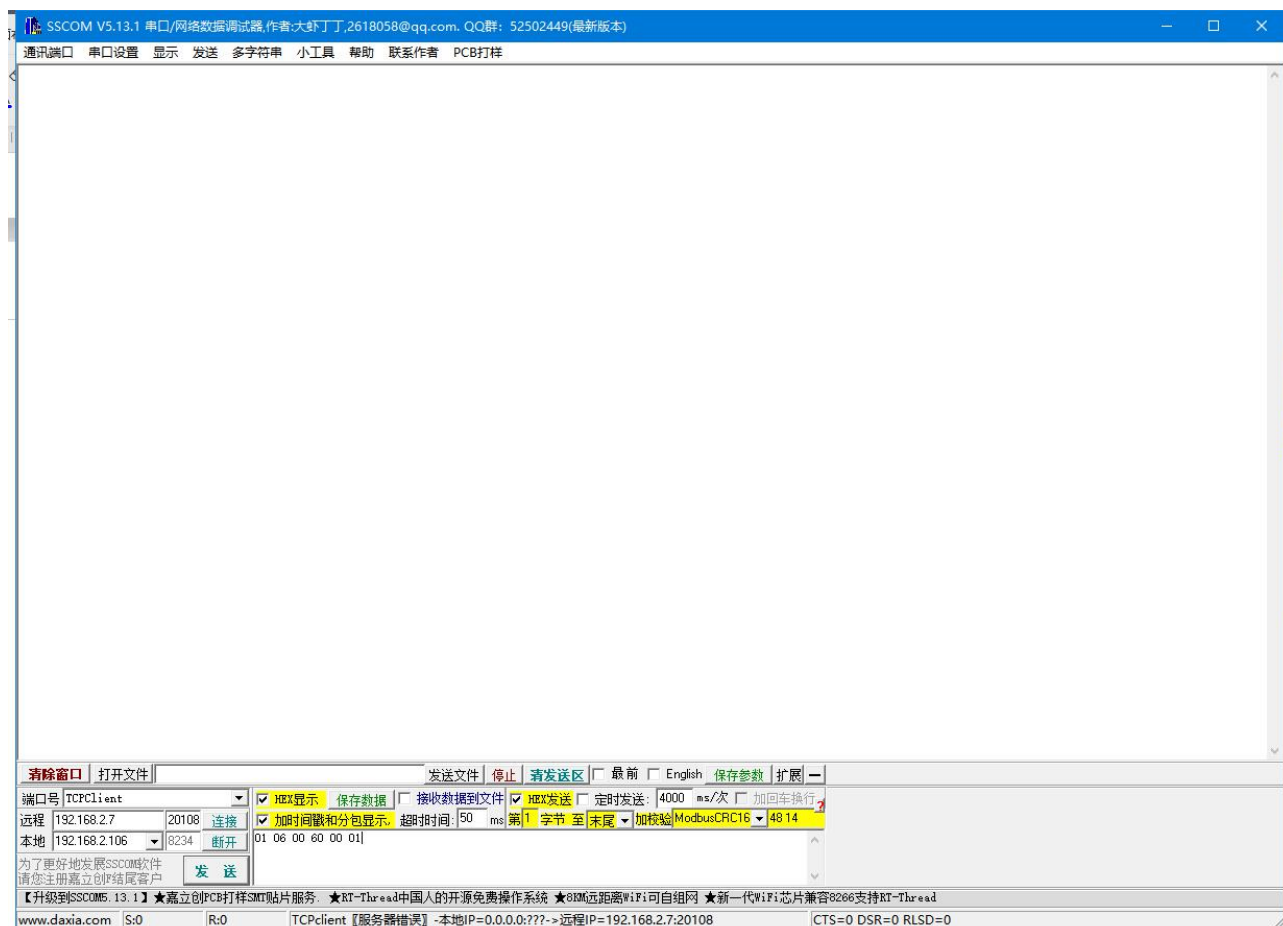 SSCOM V5.13.1 串口/网络数据调试器,作者:大虾丁丁,2618058@qq.com. QQ群: 52502449(最新版本)
通讯端口 串口设置 显示 发送 多字符串 小工具 帮助 联系作者 PCB打样
清除窗口 打开文件 发送文件 停止 清发送区 最前 English 保存参数 扩展 —
端口号 TCPClient HEX显示 保存数据 接收数据到文件 HEX发送 定时发送: 4000 ms/次 加回车换行 ?
远程 192.168.2.7 20108 连接 加时间戳和分包显示, 超时时间: 50 ms 第1 字节 至 末尾 加校验 ModbusCRC16 48 14
本地 192.168.2.106 8234 断开 01 06 00 60 00 01
为了更好地发展SSCOM软件
请您注册嘉立创F结尾客户 发 送
【升级到SSCOM5.13.1】★嘉立创PCB打样SMT贴片服务. ★RT-Thread中国人的开源免费操作系统 ★8KM远距离WiFi可自组网 ★新一代WiFi芯片兼容8266支持RT-Thread
www.daxia.com S:0 R:0 TCPclient〖服务器错误〗-本地IP=0.0.0.0:???->远程IP=192.168.2.7:20108 CTS=0 DSR=0 RLSD=0